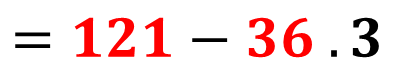 = 121 − 36 . 3